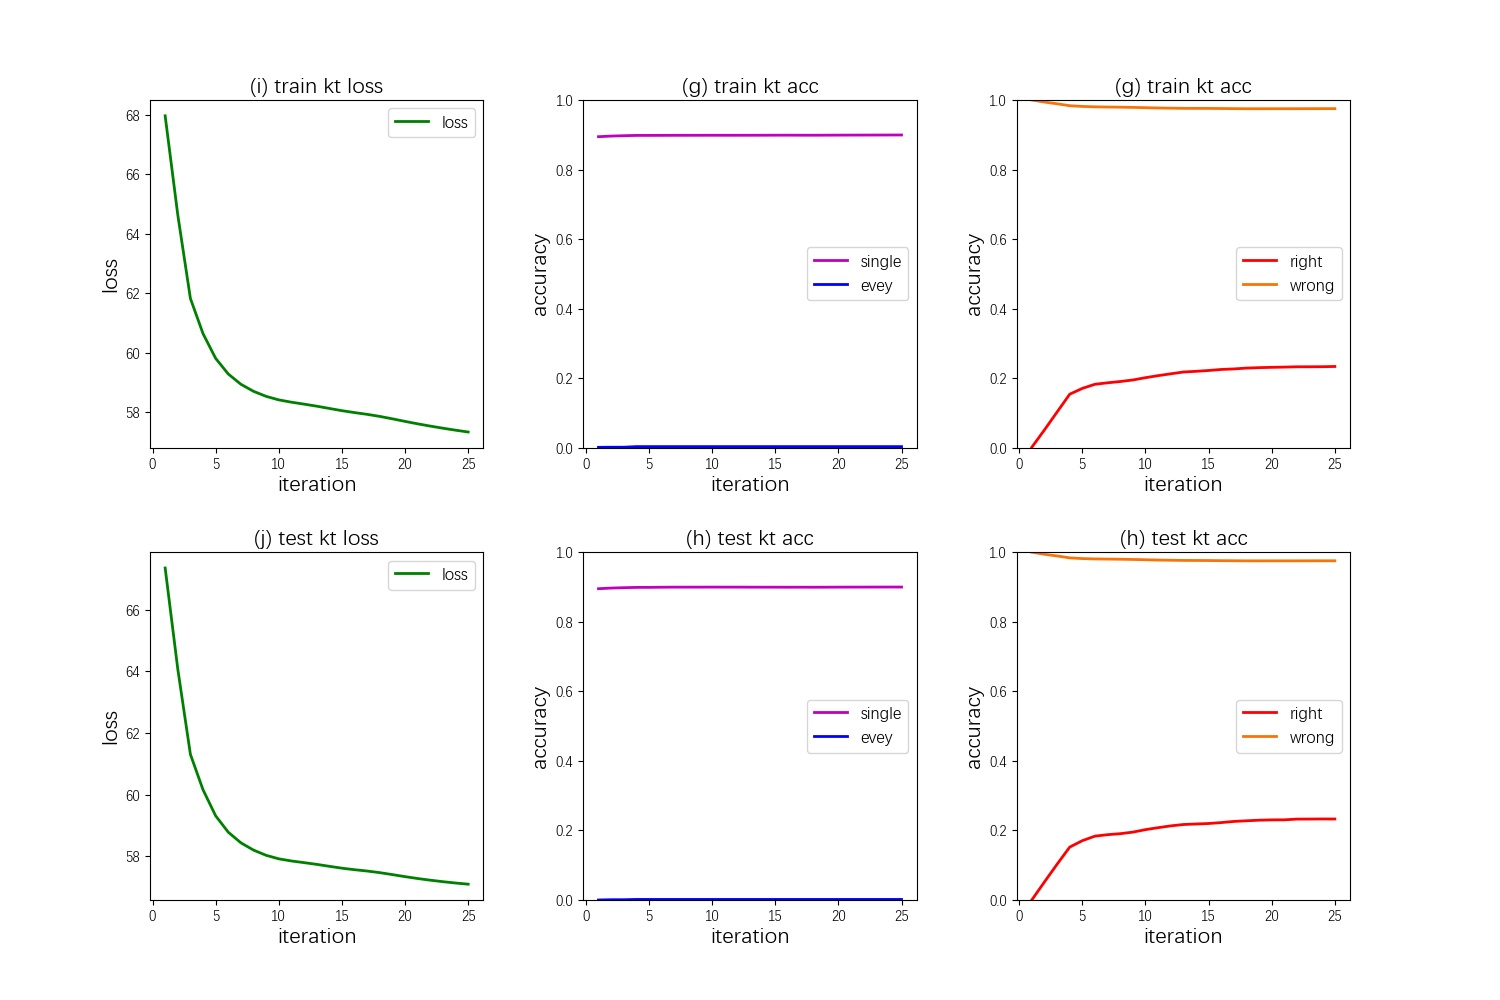 (i) train kt loss
68
66
64
62
60
58
loss
loss
0 5 10 15 20 25
iteration
(g) train kt acc
1.0
0.8
0.6
0.4
0.2
0.0
accuracy
single
evey
0 5 10 15 20 25
iteration
(g) train kt acc
1.0
0.8
0.6
0.4
0.2
0.0
accuracy
right
wrong
0 5 10 15 20 25
iteration
(j) test kt loss
66
64
62
60
58
loss
loss
0 5 10 15 20 25
iteration
(h) test kt acc
1.0
0.8
0.6
0.4
0.2
0.0
accuracy
single
evey
0 5 10 15 20 25
iteration
(h) test kt acc
1.0
0.8
0.6
0.4
0.2
0.0
accuracy
right
wrong
0 5 10 15 20 25
iteration